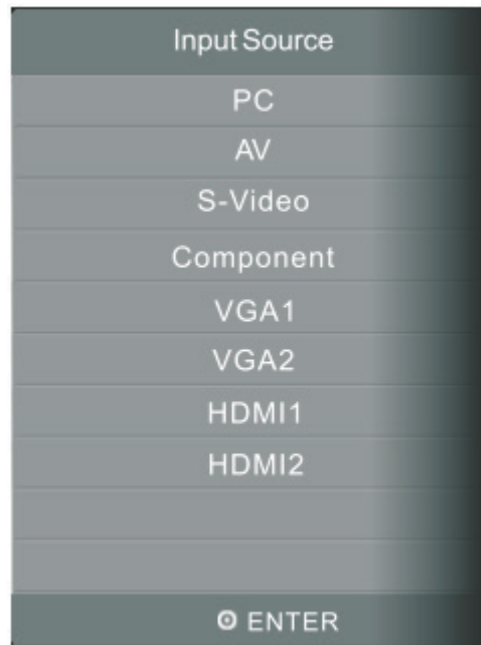 Input Source
PC
AV
S-Video
Component
VGA1
VGA2
HDMI1
HDMI2
ENTER